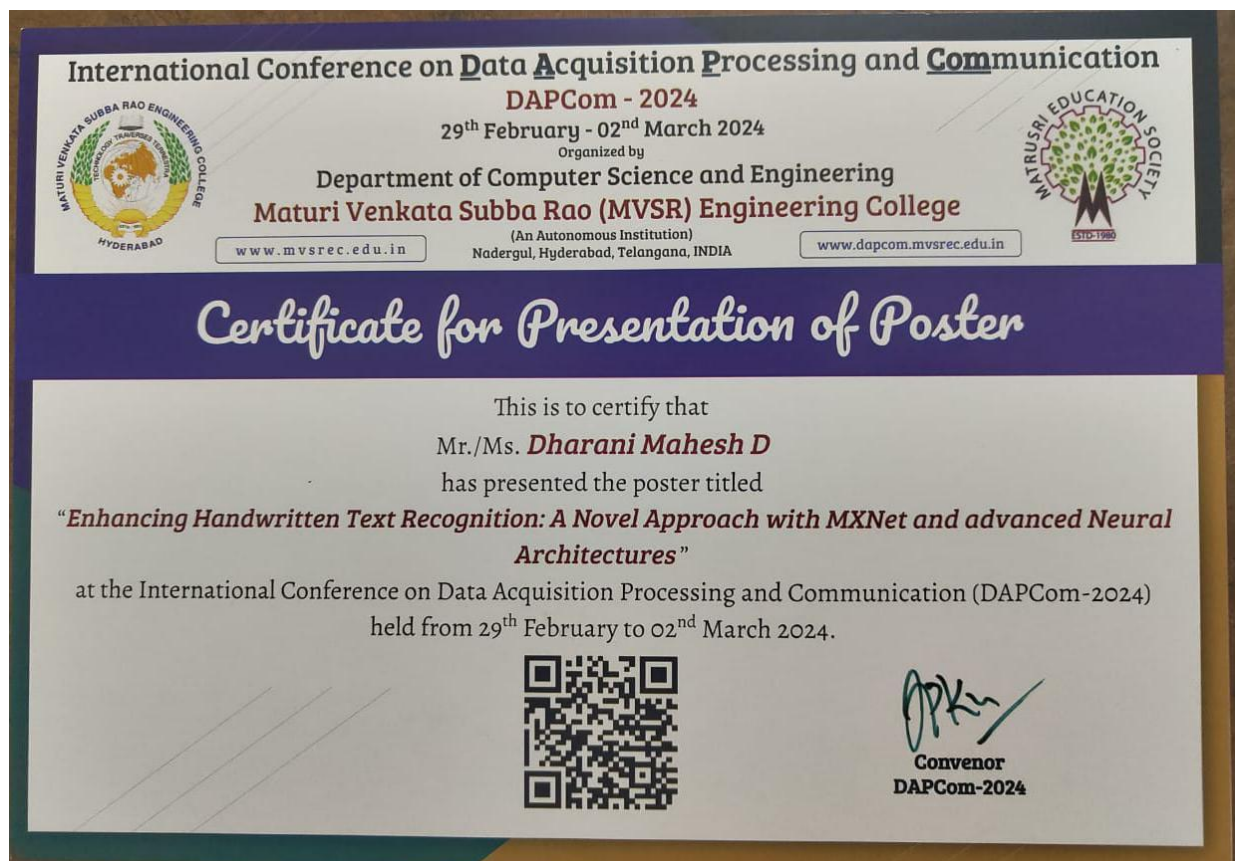 International Conference on Data Acquisition Processing and Communication
DAPCom - 2024
29th February - 02nd March 2024
Organized by
Department of Computer Science and Engineering
Maturi Venkata Subba Rao (MVSR) Engineering College
(An Autonomous Institution)
Nadergul, Hyderabad, Telangana, INDIA
www.mvsrec.edu.in
www.dapcom.mvsrec.edu.in
MATURI VENKATA SUBBA RAO ENGINEERING COLLEGE
HYDERABAD
MATRUSRI EDUCATION SOCIETY
ESTD-1980
Certificate for Presentation of Poster
This is to certify that
Mr./Ms. Dharani Mahesh D
has presented the poster titled
“Enhancing Handwritten Text Recognition: A Novel Approach with MXNet and advanced Neural
Architectures”
at the International Conference on Data Acquisition Processing and Communication (DAPCom-2024)
held from 29th February to 02nd March 2024.
Convenor
DAPCom-2024